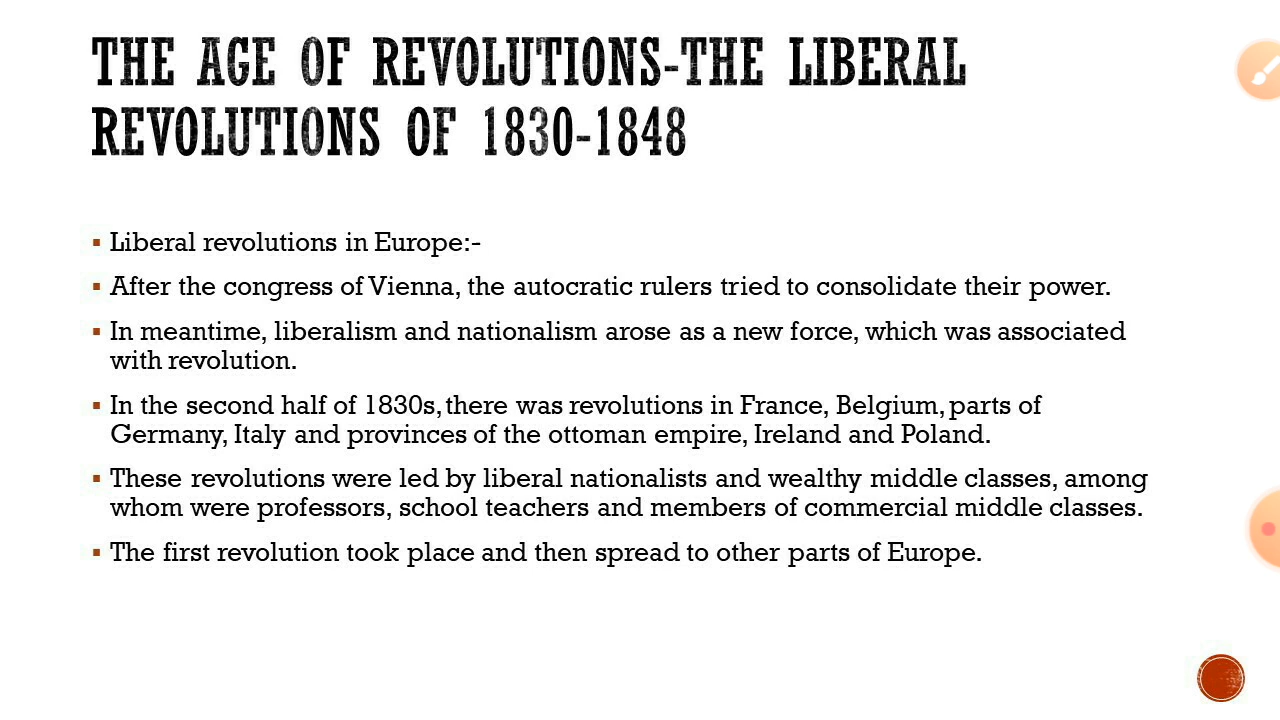 THE AGE OF REVOLUTIONS-THE LIBERAL
REVOLUTIONS OF 1830-1848
▪ Liberal revolutions in Europe:-
▪ After the congress of Vienna, the autocratic rulers tried to consolidate their power.
▪ In meantime, liberalism and nationalism arose as a new force, which was associated
with revolution.
▪ In the second half of 1830s, there was revolutions in France, Belgium, parts of
Germany, Italy and provinces of the ottoman empire, Ireland and Poland.
▪ These revolutions were led by liberal nationalists and wealthy middle classes, among
whom were professors, school teachers and members of commercial middle classes.
▪ The first revolution took place and then spread to other parts of Europe.